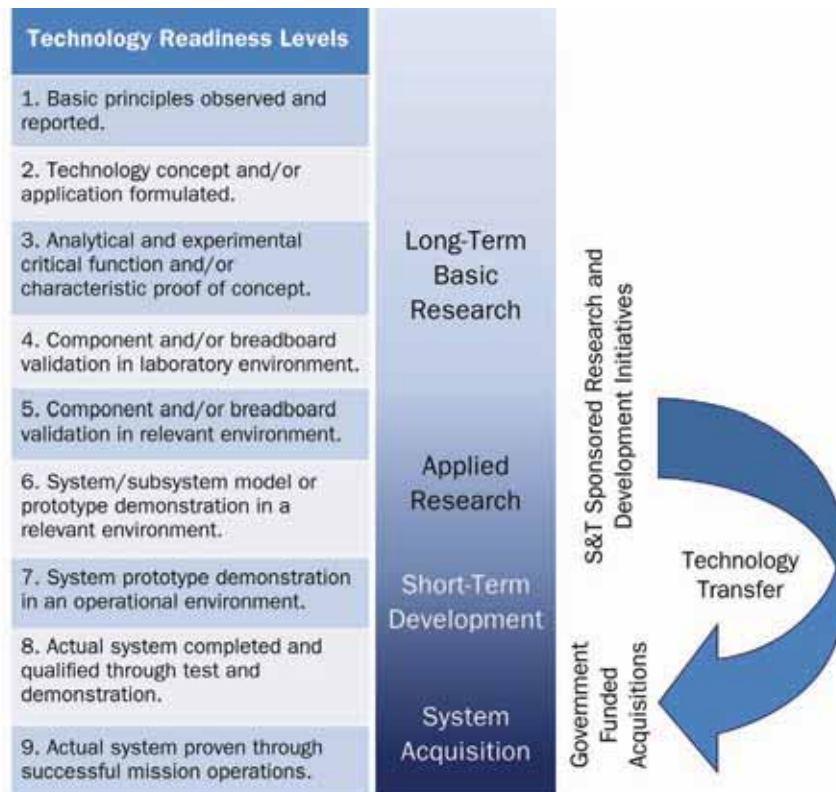 Technology Readiness Levels
1. Basic principles observed and
reported.
2. Technology concept and/or
application formulated.
3. Analytical and experimental
critical function and/or
characteristic proof of concept.
4. Component and/or breadboard
validation in laboratory environment.
5. Component and/or breadboard
validation in relevant environment.
6. System/subsystem model or
prototype demonstration in a
relevant environment.
7. System prototype demonstration
in an operational environment.
8. Actual system completed and
qualified through test and
demonstration.
9. Actual system proven through
successful mission operations.
Long-Term
Basic
Research
Applied
Research
Short-Term
Development
System
Acquisition
S&T Sponsored Research and
Development Initiatives
Government
Funded
Acquisitions
Technology
Transfer